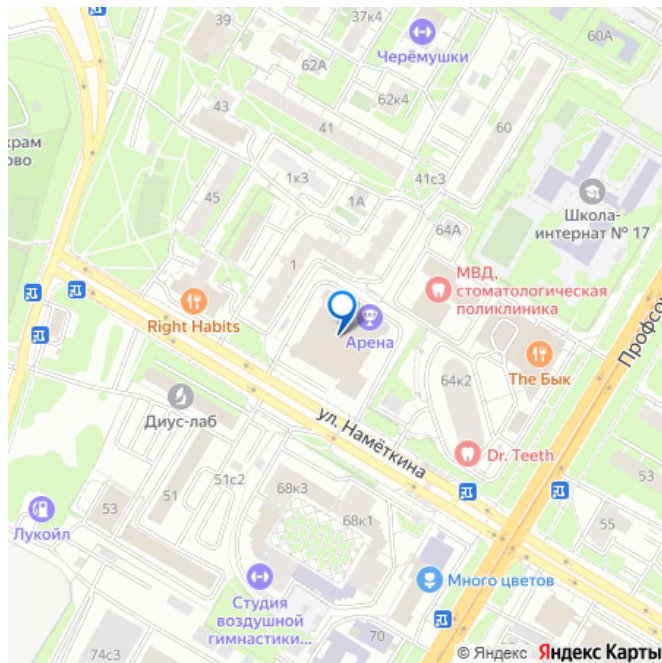 39
37к4
60А
Черёмушки
62А
62к4
43
41
60
крам
ово
1к3
41с3
45
1А
Школа-
интернат № 17
64А
1
МВД,
стоматологическая
поликлиника
Right Habits
Арена
Профсо
The Бык
64к2
Диус-лаб
ул. Намёткина
Dr. Teeth
51с2
53
51
68к3
53
Лукойл
68к1
55
Много цветов
Студия
воздушной
гимнастики...
70
74с3
© Яндекс Яндекс Карты